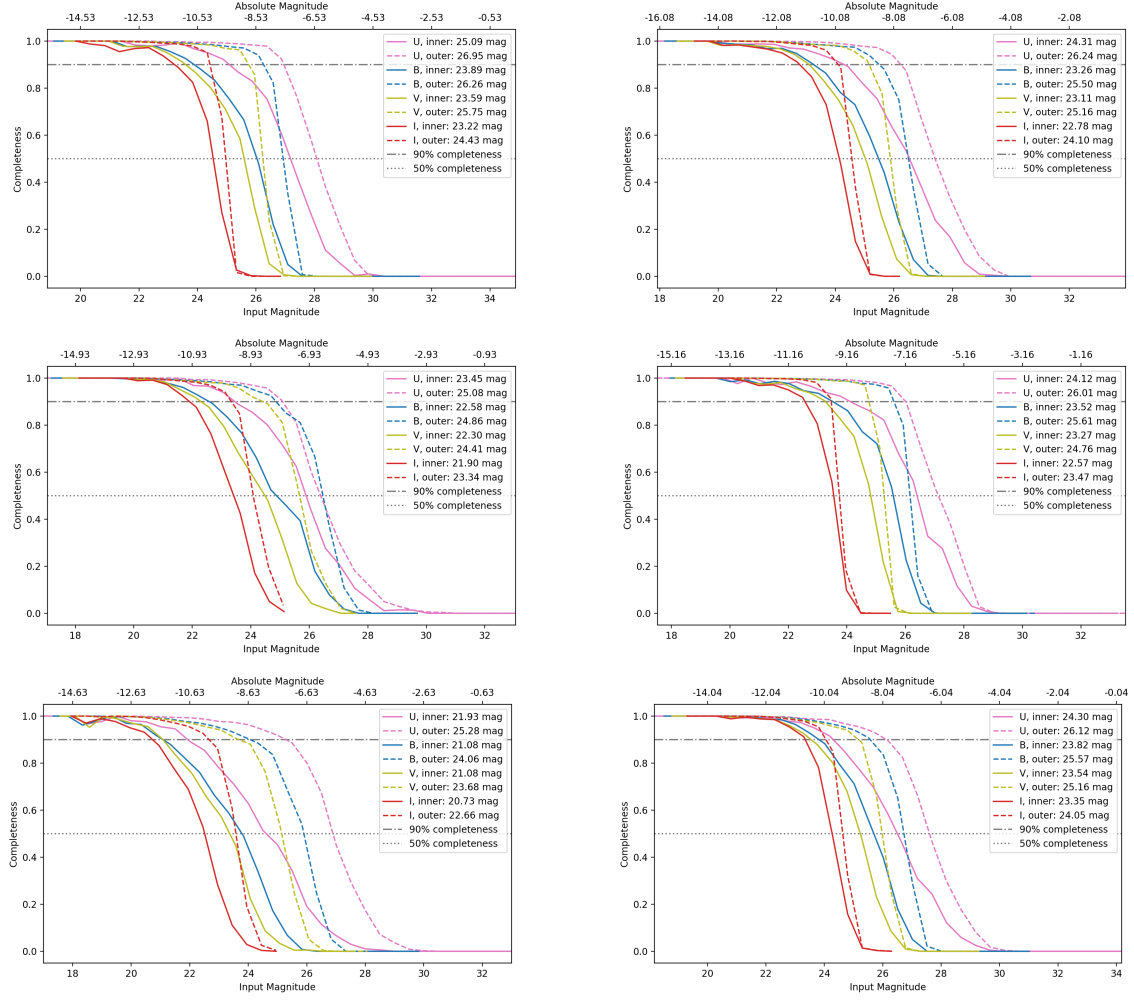 Absolute Magnitude
-14.53 -12.53 -10.53 -8.53 -6.53 -4.53 -2.53 -0.53
1.0
0.8
0.6
0.4
0.2
0.0
Completeness
U, inner: 25.09 mag
U, outer: 26.95 mag
B, inner: 23.89 mag
B, outer: 26.26 mag
V, inner: 23.59 mag
V, outer: 25.75 mag
I, inner: 23.22 mag
I, outer: 24.43 mag
90% completeness
50% completeness
20 22 24 26 28 30 32 34
Input Magnitude
Absolute Magnitude
-16.08 -14.08 -12.08 -10.08 -8.08 -6.08 -4.08 -2.08
1.0
0.8
0.6
0.4
0.2
0.0
Completeness
U, inner: 24.31 mag
U, outer: 26.24 mag
B, inner: 23.26 mag
B, outer: 25.50 mag
V, inner: 23.11 mag
V, outer: 25.16 mag
I, inner: 22.78 mag
I, outer: 24.10 mag
90% completeness
50% completeness
18 20 22 24 26 28 30 32
Input Magnitude
Absolute Magnitude
-14.93 -12.93 -10.93 -8.93 -6.93 -4.93 -2.93 -0.93
1.0
0.8
0.6
0.4
0.2
0.0
Completeness
U, inner: 23.45 mag
U, outer: 25.08 mag
B, inner: 22.58 mag
B, outer: 24.86 mag
V, inner: 22.30 mag
V, outer: 24.41 mag
I, inner: 21.90 mag
I, outer: 23.34 mag
90% completeness
50% completeness
18 20 22 24 26 28 30 32
Input Magnitude
Absolute Magnitude
-15.16 -13.16 -11.16 -9.16 -7.16 -5.16 -3.16 -1.16
1.0
0.8
0.6
0.4
0.2
0.0
Completeness
U, inner: 24.12 mag
U, outer: 26.01 mag
B, inner: 23.52 mag
B, outer: 25.61 mag
V, inner: 23.27 mag
V, outer: 24.76 mag
I, inner: 22.57 mag
I, outer: 23.47 mag
90% completeness
50% completeness
18 20 22 24 26 28 30 32
Input Magnitude
Absolute Magnitude
-14.63 -12.63 -10.63 -8.63 -6.63 -4.63 -2.63 -0.63
1.0
0.8
0.6
0.4
0.2
0.0
Completeness
U, inner: 21.93 mag
U, outer: 25.28 mag
B, inner: 21.08 mag
B, outer: 24.06 mag
V, inner: 21.08 mag
V, outer: 23.68 mag
I, inner: 20.73 mag
I, outer: 22.66 mag
90% completeness
50% completeness
18 20 22 24 26 28 30 32
Input Magnitude
Absolute Magnitude
-14.04 -12.04 -10.04 -8.04 -6.04 -4.04 -2.04 -0.04
1.0
0.8
0.6
0.4
0.2
0.0
Completeness
U, inner: 24.30 mag
U, outer: 26.12 mag
B, inner: 23.82 mag
B, outer: 25.57 mag
V, inner: 23.54 mag
V, outer: 25.16 mag
I, inner: 23.35 mag
I, outer: 24.05 mag
90% completeness
50% completeness
20 22 24 26 28 30 32 34
Input Magnitude